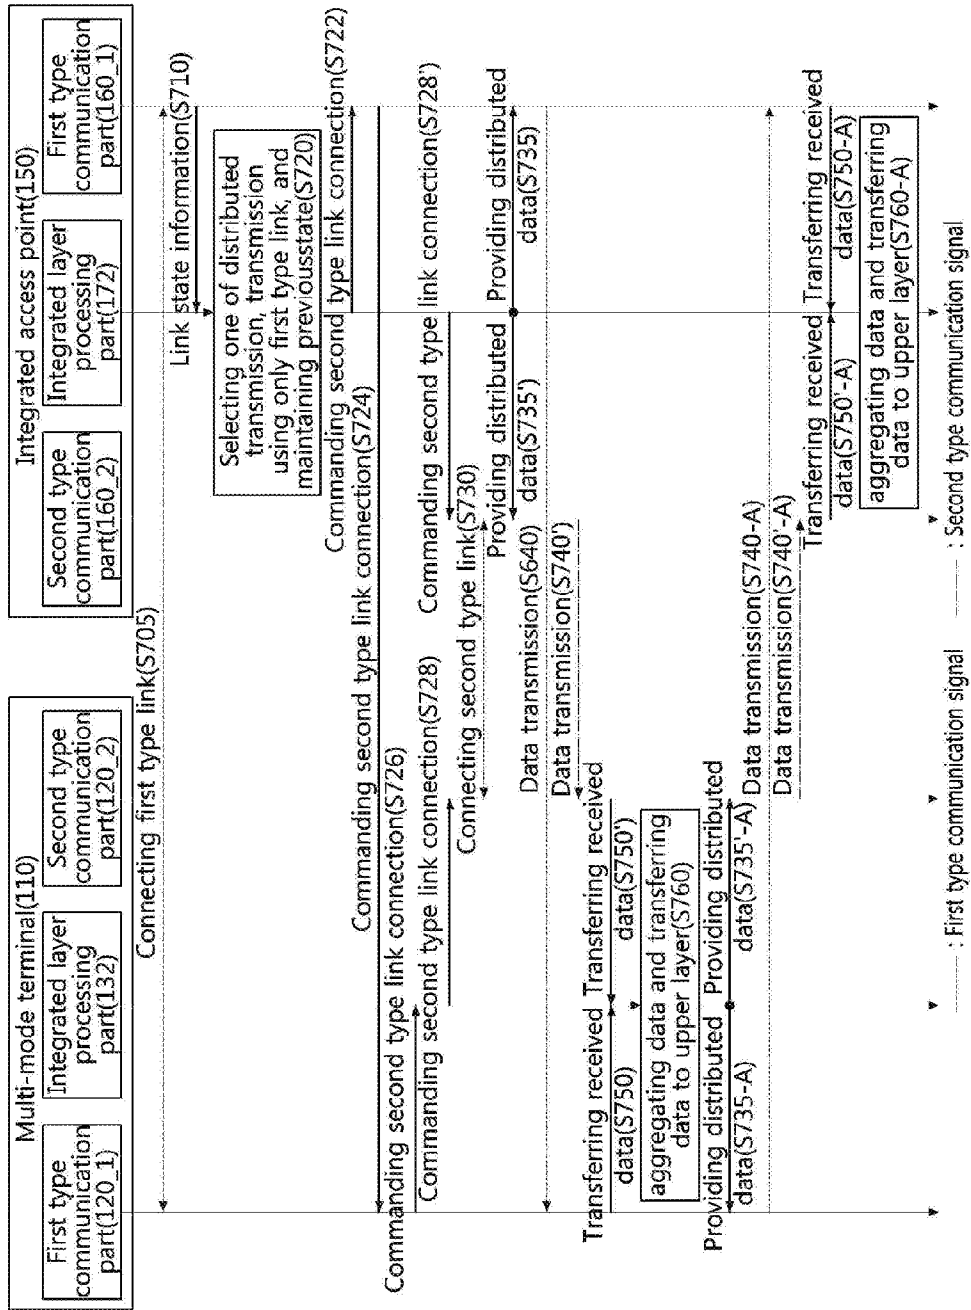 Multi-mode terminal(110)
Integrated access point(150)
First type
communication
part(120_1)
Integrated layer
processing
part(132)
Second type
communication
part(120_2)
Second type
communication
part(160_2)
Integrated layer
processing
part(172)
First type
communication
part(160_1)
Connecting first type link(S705)
Link state information(S710)
Selecting one of distributed
transmission, transmission
using only first type link, and
maintaining previousstate(S720)
Commanding second type link connection(S722)
Commanding second type link connection(S724)
Commanding second type link connection(S726)
Commanding second type link connection(S728)
Commanding second type link connection(S728')
Connecting second type link(S730)
Providing distributed
data(S735')
Providing distributed
data(S735)
Data transmission(S640)
Data transmission(S740')
Transferring received
data(S750)
Transferring received
data(S750')
aggregating data and transferring
data to upper layer(S760)
Providing distributed
data(S735-A)
Providing distributed
data(S735'-A)
Data transmission(S740-A)
Data transmission(S740'-A)
Transferring received
data(S750'-A)
Transferring received
data(S750-A)
aggregating data and transferring
data to upper layer(S760-A)
: First type communication signal
: Second type communication signal